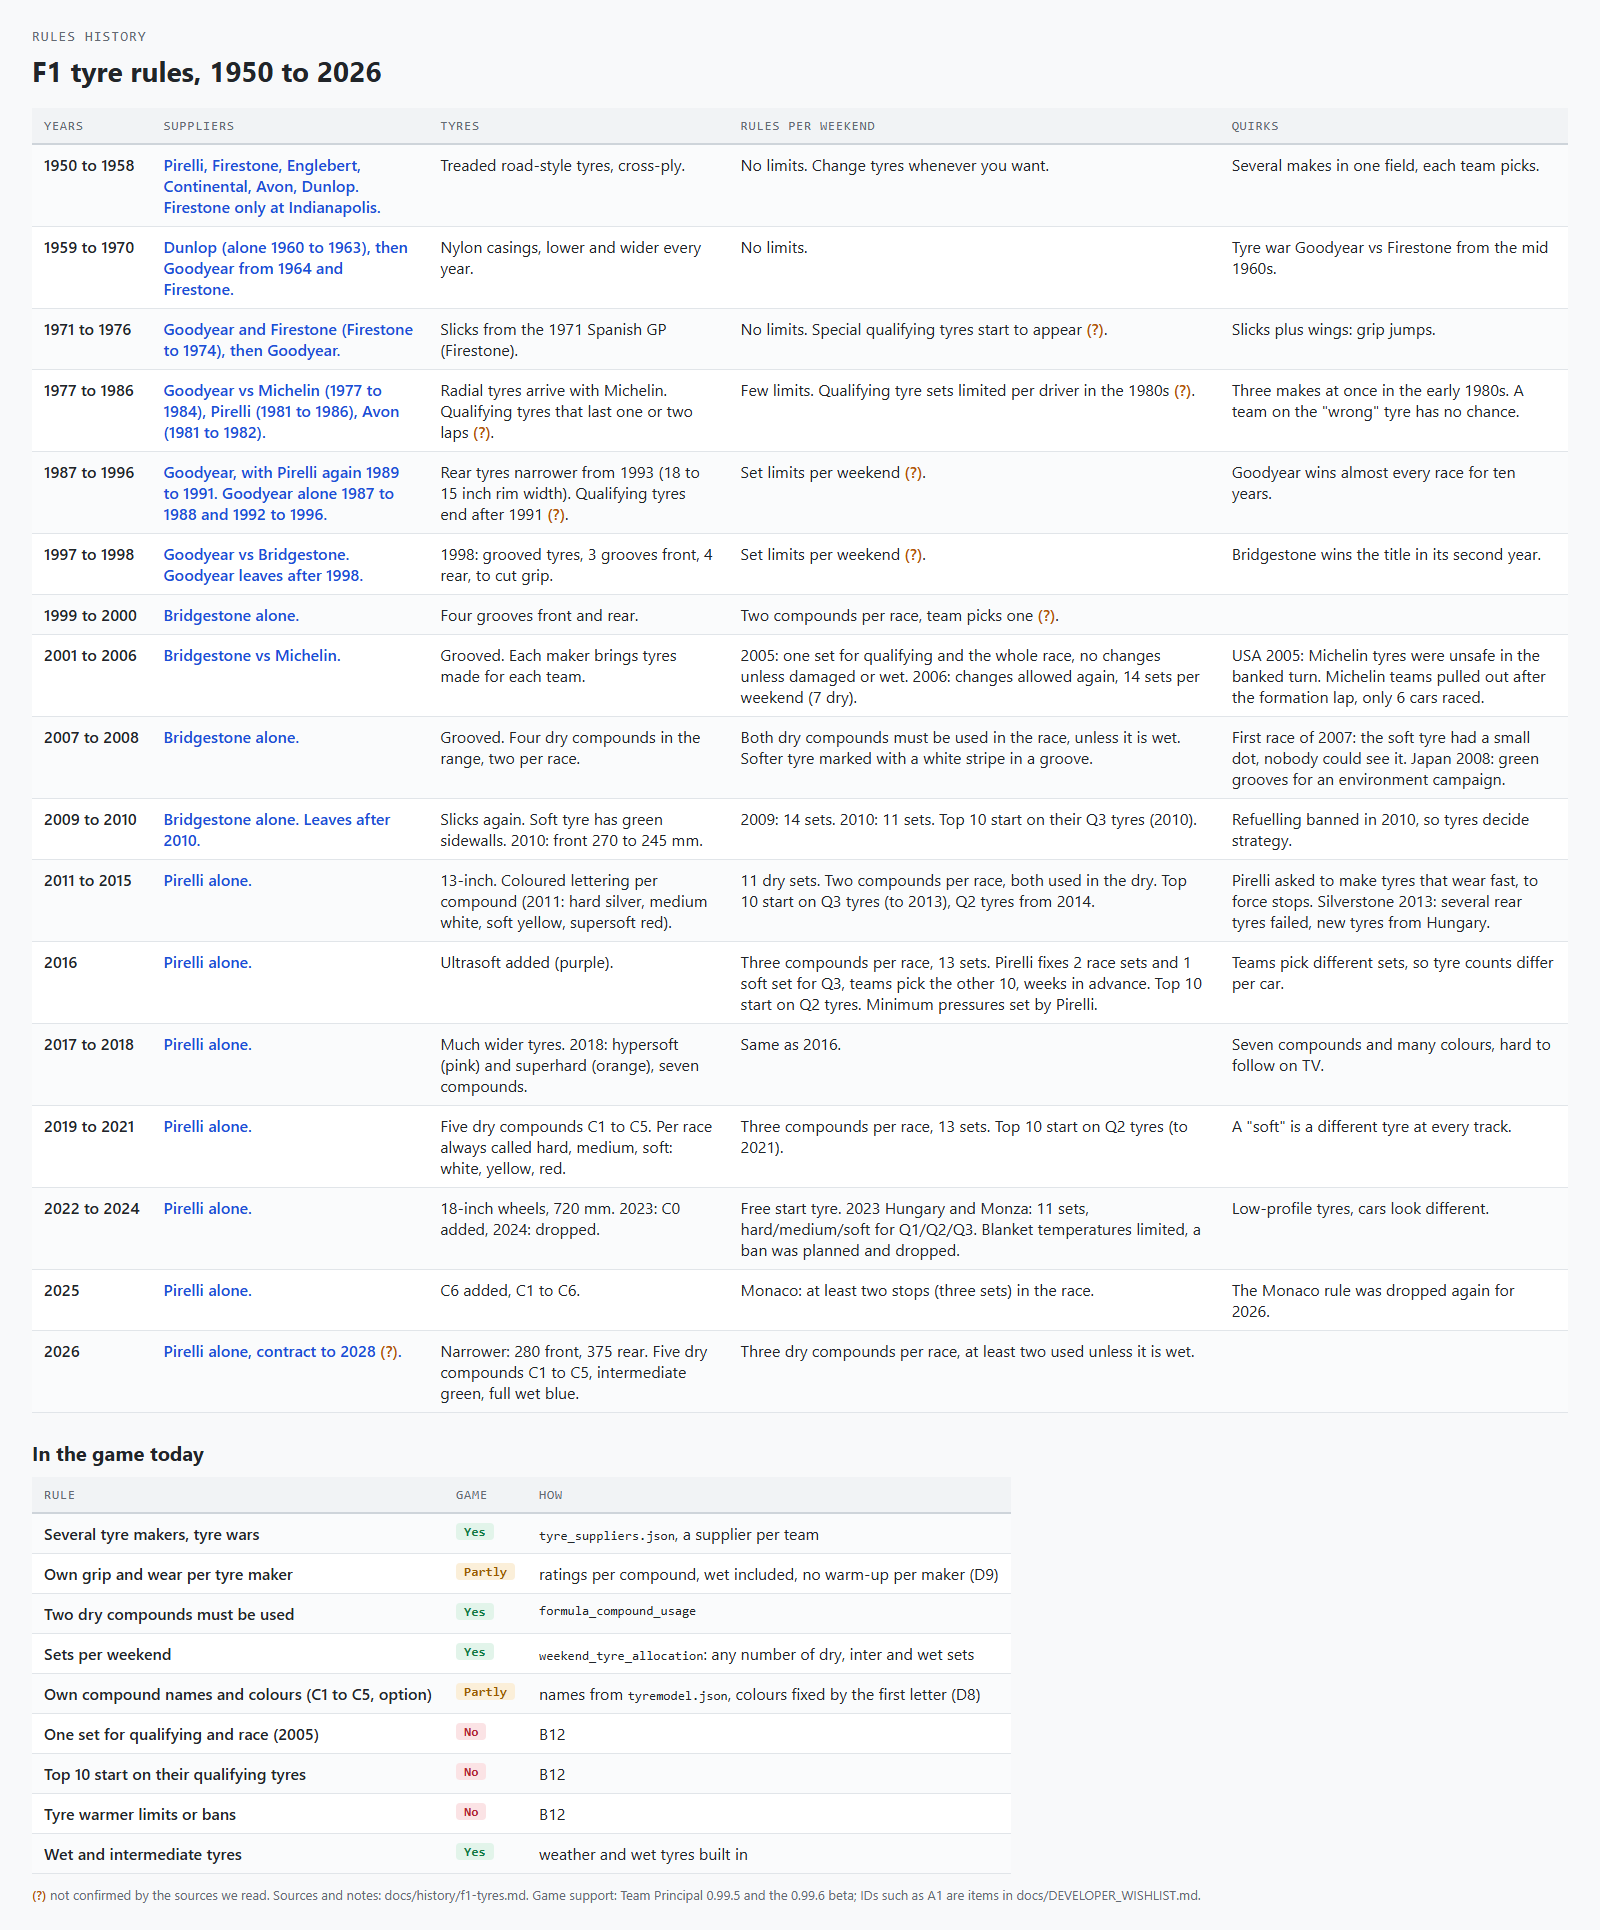 RULES HISTORY
F1 tyre rules, 1950 to 2026
YEARS SUPPLIERS TYRES RULES PER WEEKEND QUIRKS
1950 to 1958 Pirelli, Firestone, Englebert, Treaded road-style tyres, cross-ply. No limits. Change tyres whenever you want. Several makes in one field, each team picks.
Continental, Avon, Dunlop.
Firestone only at Indianapolis.
1959 to 1970 Dunlop (alone 1960 to 1963), then Nylon casings, lower and wider every No limits. Tyre war Goodyear vs Firestone from the mid
Goodyear from 1964 and year. 1960s.
Firestone.
1971 to 1976 Goodyear and Firestone (Firestone Slicks from the 1971 Spanish GP No limits. Special qualifying tyres start to appear (?). Slicks plus wings: grip jumps.
to 1974), then Goodyear. (Firestone).
1977 to 1986 Goodyear vs Michelin (1977 to Radial tyres arrive with Michelin. Few limits. Qualifying tyre sets limited per driver in the 1980s (?). Three makes at once in the early 1980s. A
1984), Pirelli (1981 to 1986), Avon Qualifying tyres that last one or two team on the "wrong" tyre has no chance.
(1981 to 1982). laps (?).
1987 to 1996 Goodyear, with Pirelli again 1989 Rear tyres narrower from 1993 (18 to Set limits per weekend (?). Goodyear wins almost every race for ten
to 1991. Goodyear alone 1987 to 15 inch rim width). Qualifying tyres years.
1988 and 1992 to 1996. end after 1991 (?).
1997 to 1998 Goodyear vs Bridgestone. 1998: grooved tyres, 3 grooves front, 4 Set limits per weekend (?). Bridgestone wins the title in its second year.
Goodyear leaves after 1998. rear, to cut grip.
1999 to 2000 Bridgestone alone. Four grooves front and rear. Two compounds per race, team picks one (?).
2001 to 2006 Bridgestone vs Michelin. Grooved. Each maker brings tyres 2005: one set for qualifying and the whole race, no changes USA 2005: Michelin tyres were unsafe in the
made for each team. unless damaged or wet. 2006: changes allowed again, 14 sets per banked turn. Michelin teams pulled out after
weekend (7 dry). the formation lap, only 6 cars raced.
2007 to 2008 Bridgestone alone. Grooved. Four dry compounds in the Both dry compounds must be used in the race, unless it is wet. First race of 2007: the soft tyre had a small
range, two per race. Softer tyre marked with a white stripe in a groove. dot, nobody could see it. Japan 2008: green
grooves for an environment campaign.
2009 to 2010 Bridgestone alone. Leaves after Slicks again. Soft tyre has green 2009: 14 sets. 2010: 11 sets. Top 10 start on their Q3 tyres (2010). Refuelling banned in 2010, so tyres decide
2010. sidewalls. 2010: front 270 to 245 mm. strategy.
2011 to 2015 Pirelli alone. 13-inch. Coloured lettering per 11 dry sets. Two compounds per race, both used in the dry. Top Pirelli asked to make tyres that wear fast, to
compound (2011: hard silver, medium 10 start on Q3 tyres (to 2013), Q2 tyres from 2014. force stops. Silverstone 2013: several rear
white, soft yellow, supersoft red). tyres failed, new tyres from Hungary.
2016 Pirelli alone. Ultrasoft added (purple). Three compounds per race, 13 sets. Pirelli fixes 2 race sets and 1 Teams pick different sets, so tyre counts differ
soft set for Q3, teams pick the other 10, weeks in advance. Top 10 per car.
start on Q2 tyres. Minimum pressures set by Pirelli.
2017 to 2018 Pirelli alone. Much wider tyres. 2018: hypersoft Same as 2016. Seven compounds and many colours, hard to
(pink) and superhard (orange), seven follow on TV.
compounds.
2019 to 2021 Pirelli alone. Five dry compounds C1 to C5. Per race Three compounds per race, 13 sets. Top 10 start on Q2 tyres (to A "soft" is a different tyre at every track.
always called hard, medium, soft: 2021).
white, yellow, red.
2022 to 2024 Pirelli alone. 18-inch wheels, 720 mm. 2023: C0 Free start tyre. 2023 Hungary and Monza: 11 sets, Low-profile tyres, cars look different.
added, 2024: dropped. hard/medium/soft for Q1/Q2/Q3. Blanket temperatures limited, a
ban was planned and dropped.
2025 Pirelli alone. C6 added, C1 to C6. Monaco: at least two stops (three sets) in the race. The Monaco rule was dropped again for
2026.
2026 Pirelli alone, contract to 2028 (?). Narrower: 280 front, 375 rear. Five dry Three dry compounds per race, at least two used unless it is wet.
compounds C1 to C5, intermediate
green, full wet blue.
In the game today
RULE GAME HOW
Several tyre makers, tyre wars Yes tyre_suppliers.json, a supplier per team
Own grip and wear per tyre maker Partly ratings per compound, wet included, no warm-up per maker (D9)
Two dry compounds must be used Yes formula_compound_usage
Sets per weekend Yes weekend_tyre_allocation: any number of dry, inter and wet sets
Own compound names and colours (C1 to C5, option) Partly names from tyremodel.json, colours fixed by the first letter (D8)
One set for qualifying and race (2005) No B12
Top 10 start on their qualifying tyres No B12
Tyre warmer limits or bans No B12
Wet and intermediate tyres Yes weather and wet tyres built in
(?) not confirmed by the sources we read. Sources and notes: docs/history/f1-tyres.md. Game support: Team Principal 0.99.5 and the 0.99.6 beta; IDs such as A1 are items in docs/DEVELOPER_WISHLIST.md.